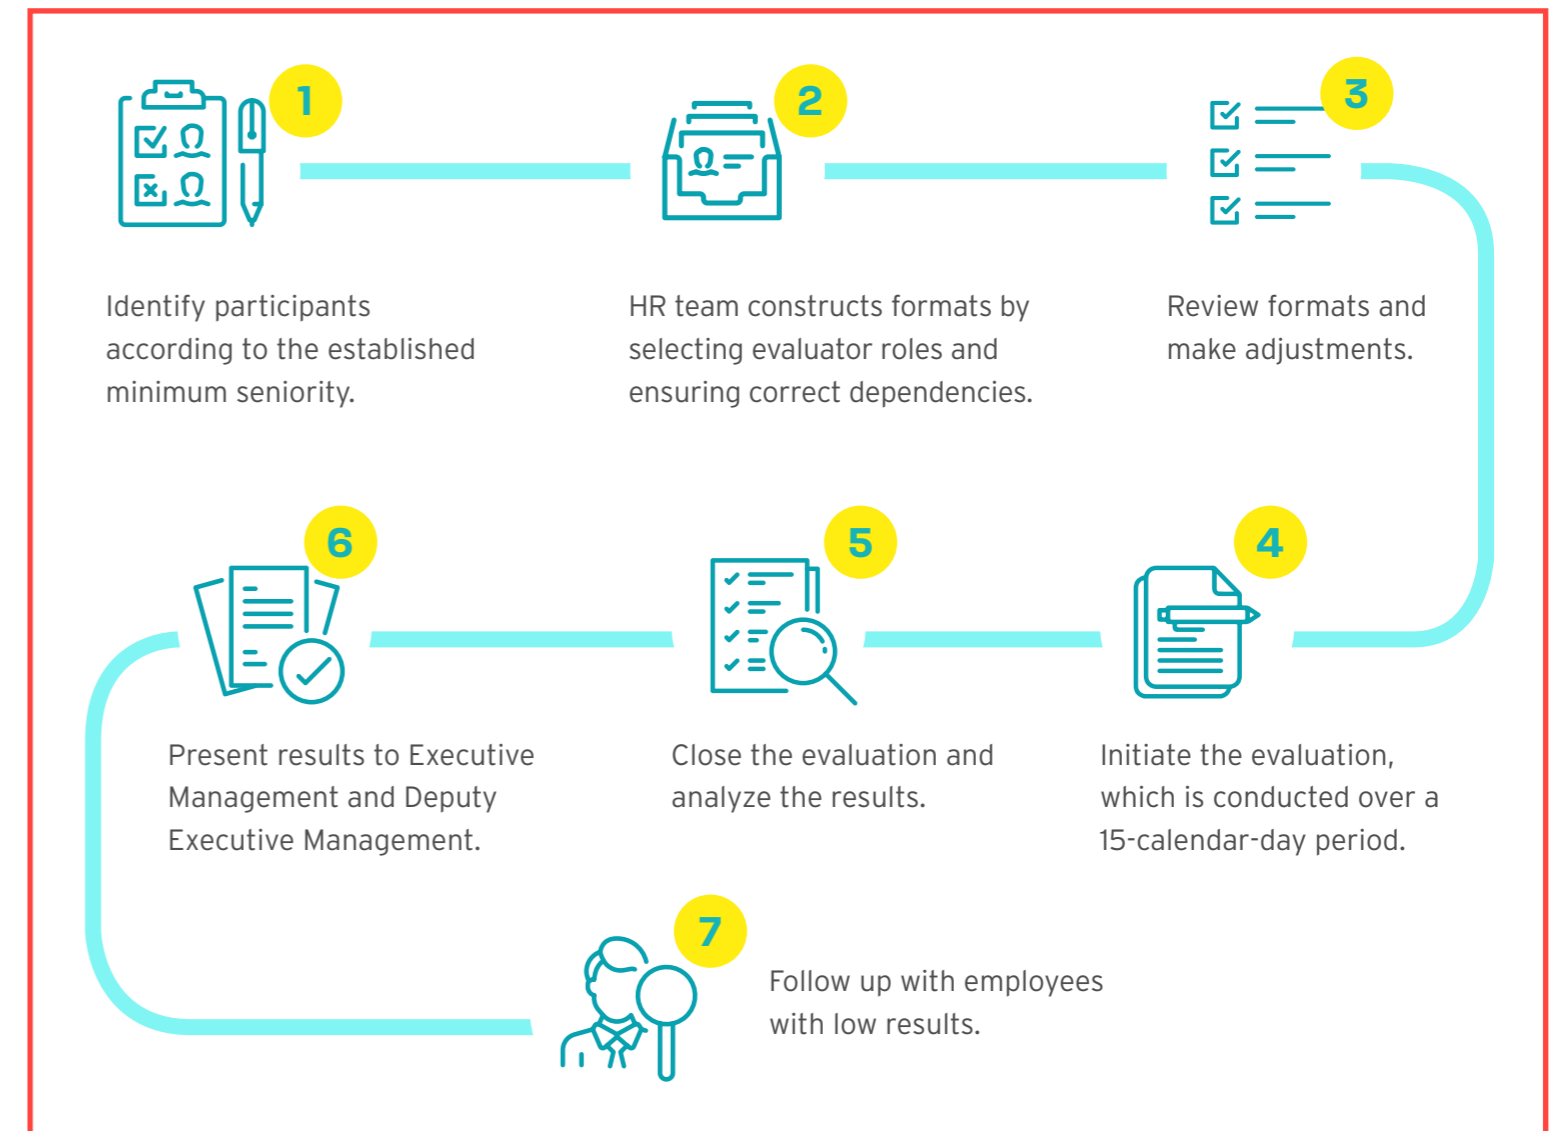 1
Identify participants
according to the established
minimum seniority.
2
HR team constructs formats by
selecting evaluator roles and
ensuring correct dependencies.
3
Review formats and
make adjustments.
4
Initiate the evaluation,
which is conducted over a
15-calendar-day period.
5
Close the evaluation and
analyze the results.
6
Present results to Executive
Management and Deputy
Executive Management.
7
Follow up with employees
with low results.